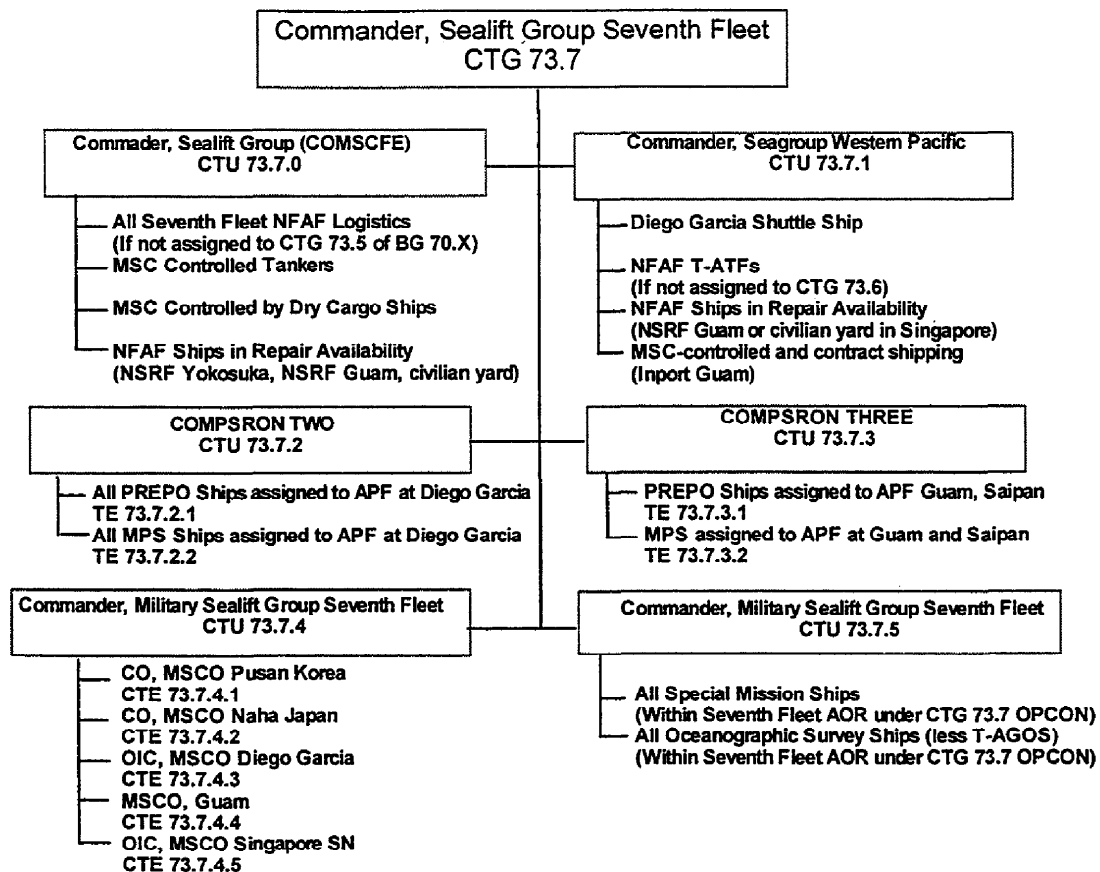 Commander, Sealift Group Seventh Fleet
CTG 73.7
Commader, Sealift Group (COMSCFE)
CTU 73.7.0
All Seventh Fleet NFAF Logistics
(If not assigned to CTG 73.5 of BG 70.X)
MSC Controlled Tankers
MSC Controlled by Dry Cargo Ships
NFAF Ships in Repair Availability
(NSRF Yokosuka, NSRF Guam, civilian yard)
Commander, Seagroup Western Pacific
CTU 73.7.1
Diego Garcia Shuttle Ship
NFAF T-ATFs
(If not assigned to CTG 73.6)
NFAF Ships in Repair Availability
(NSRF Guam or civilian yard in Singapore)
MSC-controlled and contract shipping
(Inport Guam)
COMPSRON TWO
CTU 73.7.2
All PREPO Ships assigned to APF at Diego Garcia
TE 73.7.2.1
All MPS Ships assigned to APF at Diego Garcia
TE 73.7.2.2
COMPSRON THREE
CTU 73.7.3
PREPO Ships assigned to APF Guam, Saipan
TE 73.7.3.1
MPS assigned to APF at Guam and Saipan
TE 73.7.3.2
Commander, Military Sealift Group Seventh Fleet
CTU 73.7.4
CO, MSCO Pusan Korea
CTE 73.7.4.1
CO, MSCO Naha Japan
CTE 73.7.4.2
OIC, MSCO Diego Garcia
CTE 73.7.4.3
MSCO, Guam
CTE 73.7.4.4
OIC, MSCO Singapore SN
CTE 73.7.4.5
Commander, Military Sealift Group Seventh Fleet
CTU 73.7.5
All Special Mission Ships
(Within Seventh Fleet AOR under CTG 73.7 OPCON)
All Oceanographic Survey Ships (less T-AGOS)
(Within Seventh Fleet AOR under CTG 73.7 OPCON)